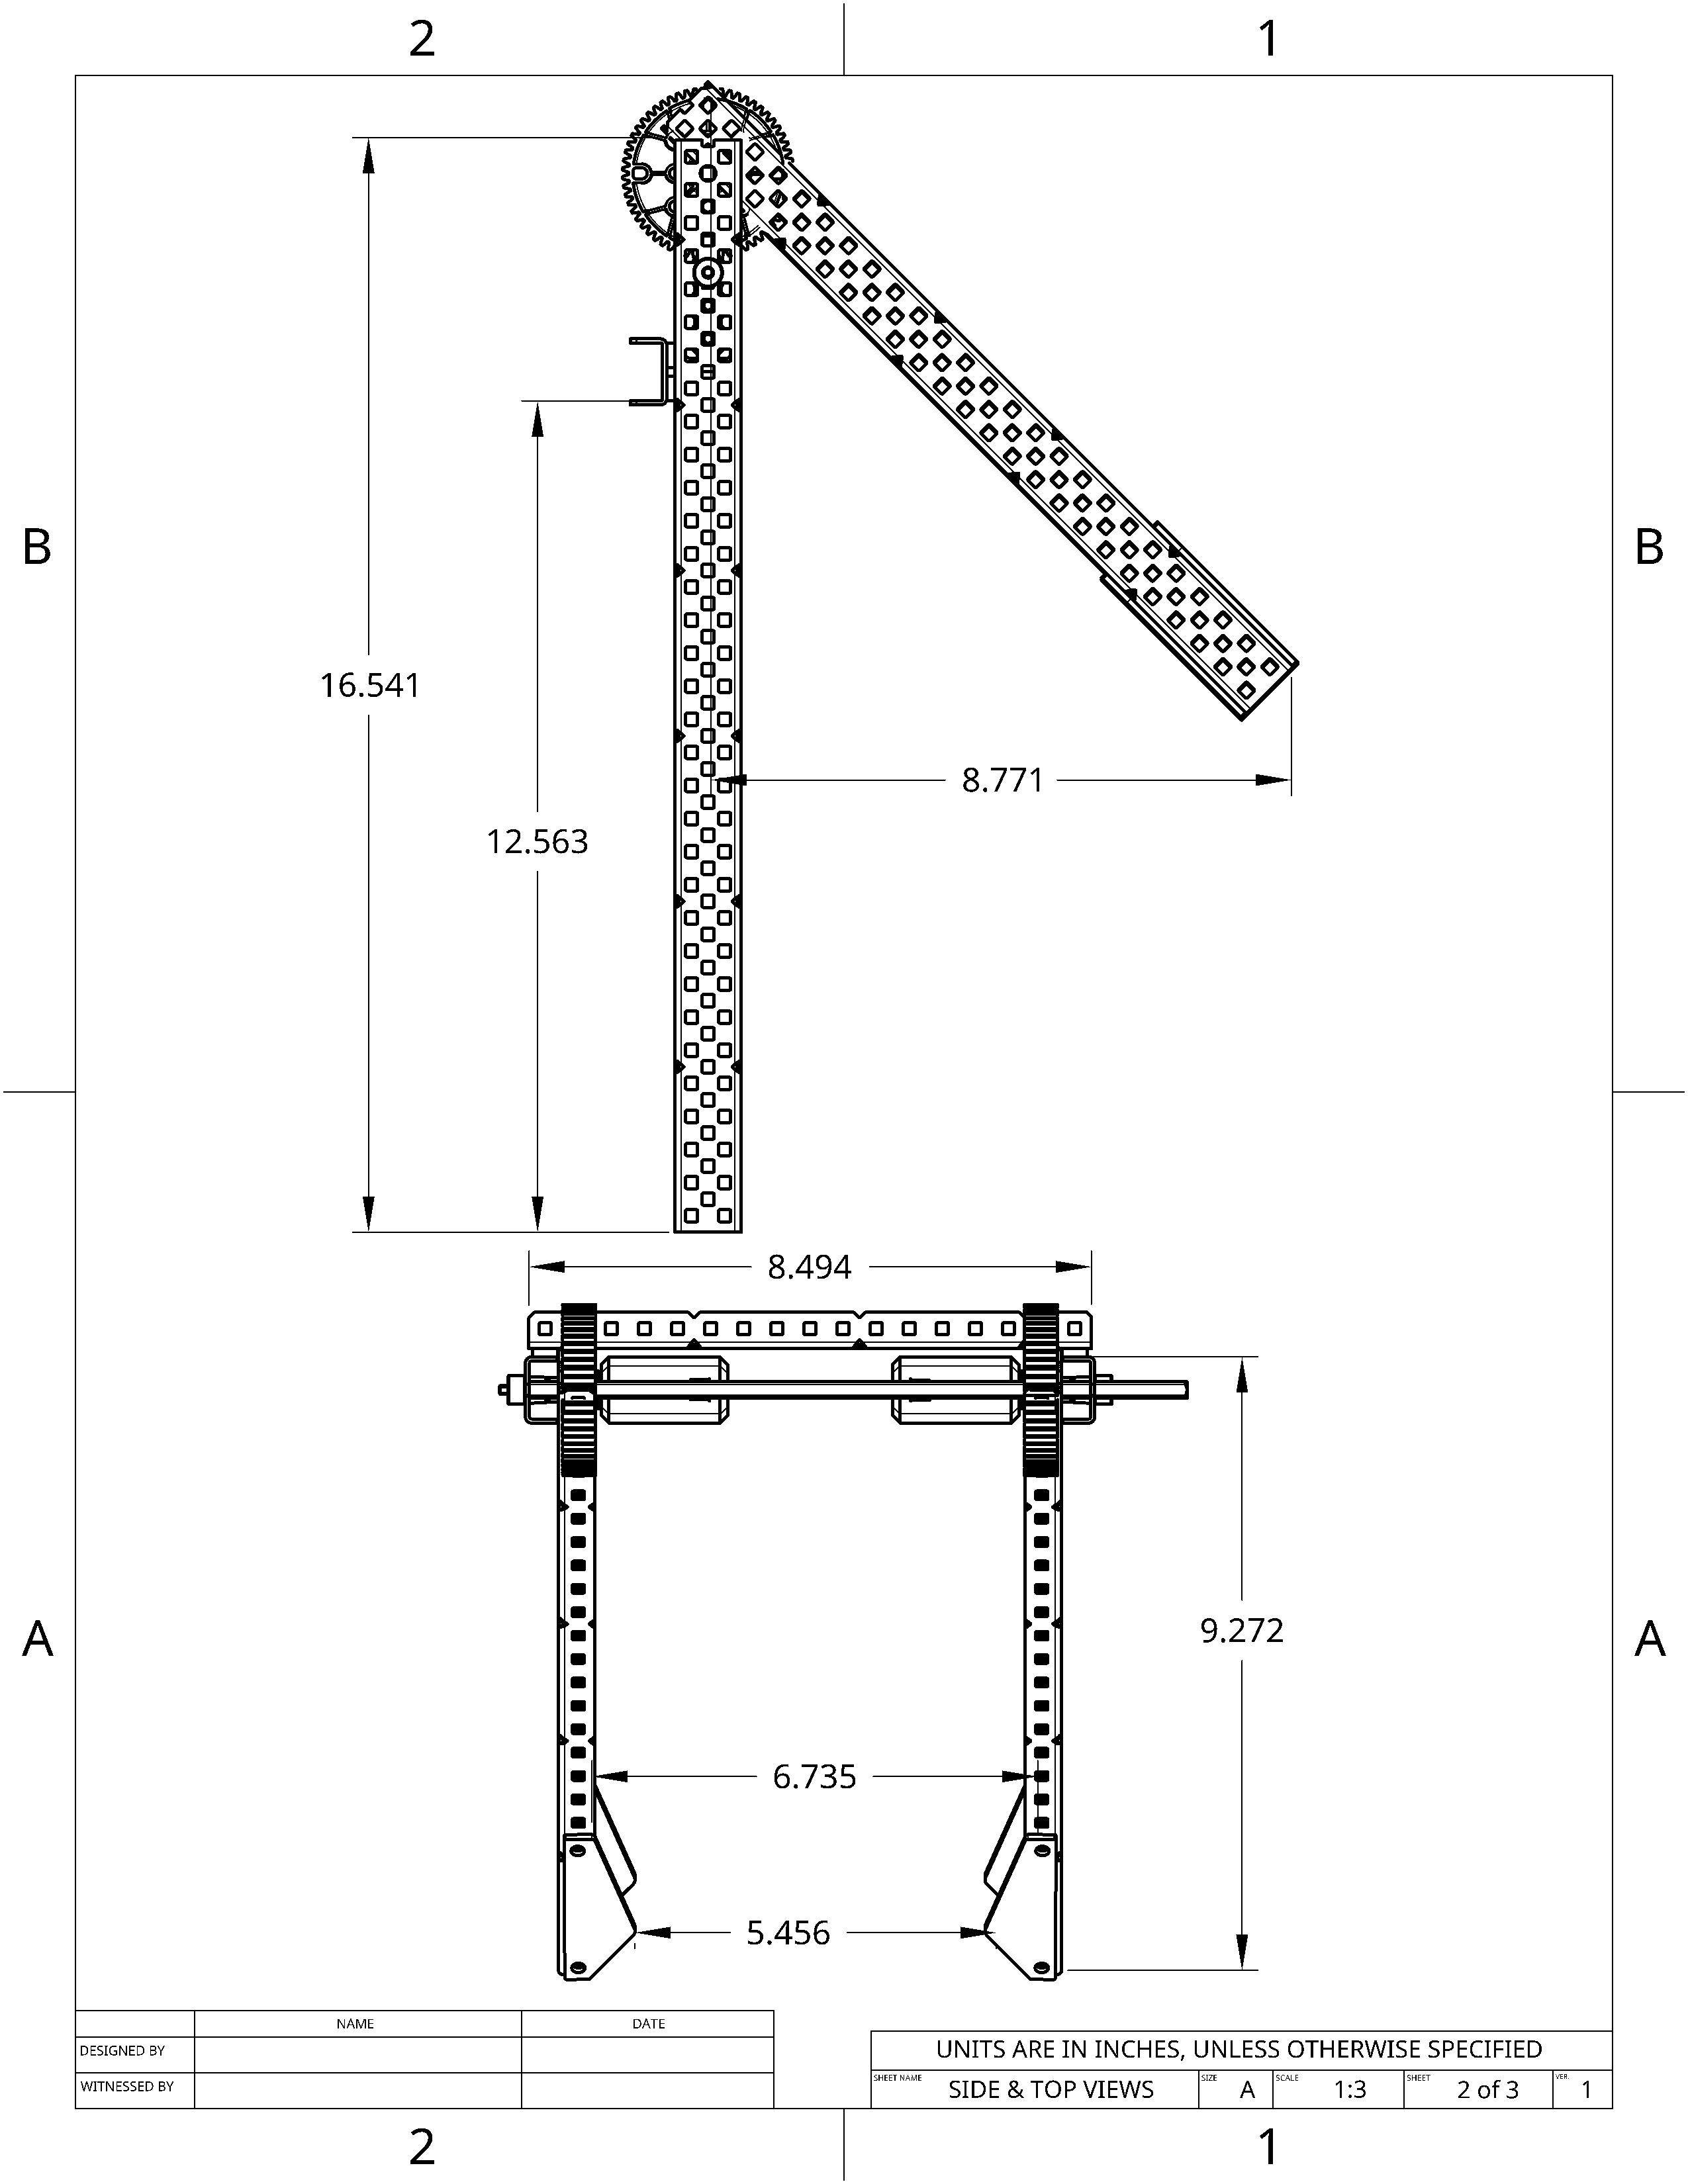 2 1
B B
16.541
8.771
12.563
8.494
A A
9.272
6.735
5.456
NAME DATE
DESIGNED BY
WITNESSED BY
UNITS ARE IN INCHES, UNLESS OTHERWISE SPECIFIED
SHEET NAME SIDE & TOP VIEWS SIZE A SCALE 1:3 SHEET 2 of 3 VER. 1
2 1